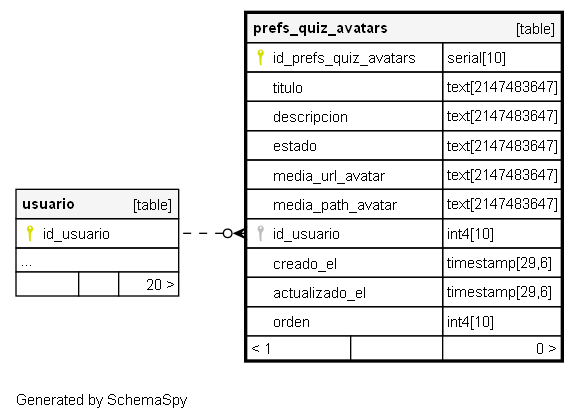 prefs_quiz_avatars [table]
id_prefs_quiz_avatars serial[10]
titulo text[2147483647]
descripcion text[2147483647]
estado text[2147483647]
media_url_avatar text[2147483647]
media_path_avatar text[2147483647]
id_usuario int4[10]
creado_el timestamp[29,6]
actualizado_el timestamp[29,6]
orden int4[10]
< 1 0 >
usuario [table]
id_usuario
...
20 >
Generated by SchemaSpy